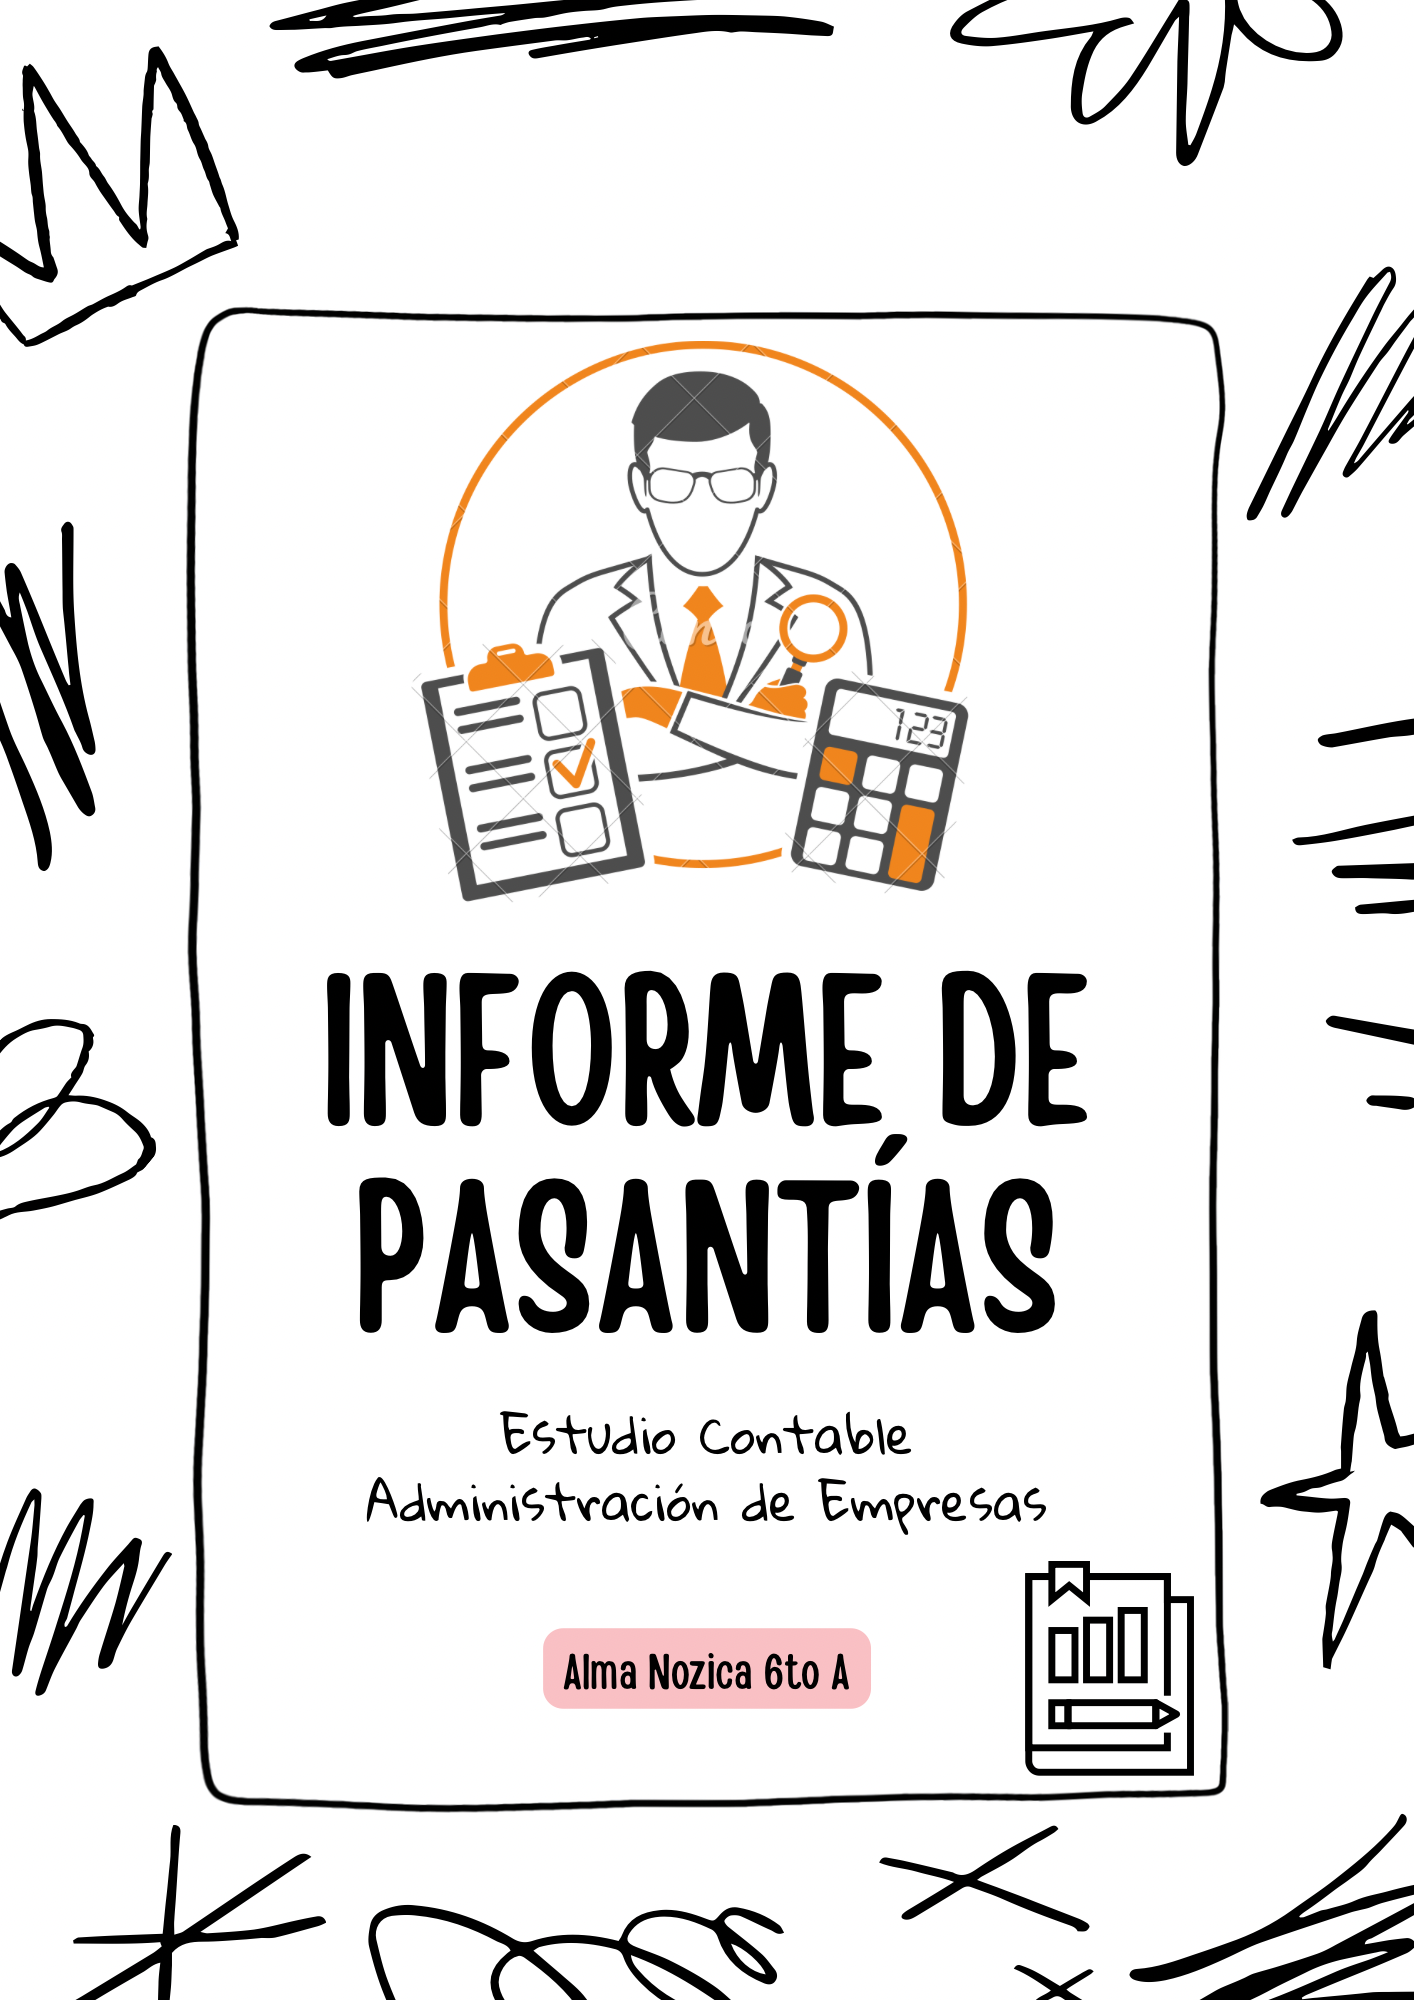 123
INFORME DE
PASANTÍAS
Estudio Contable
Administración de Empresas
Alma Nozica 6to A